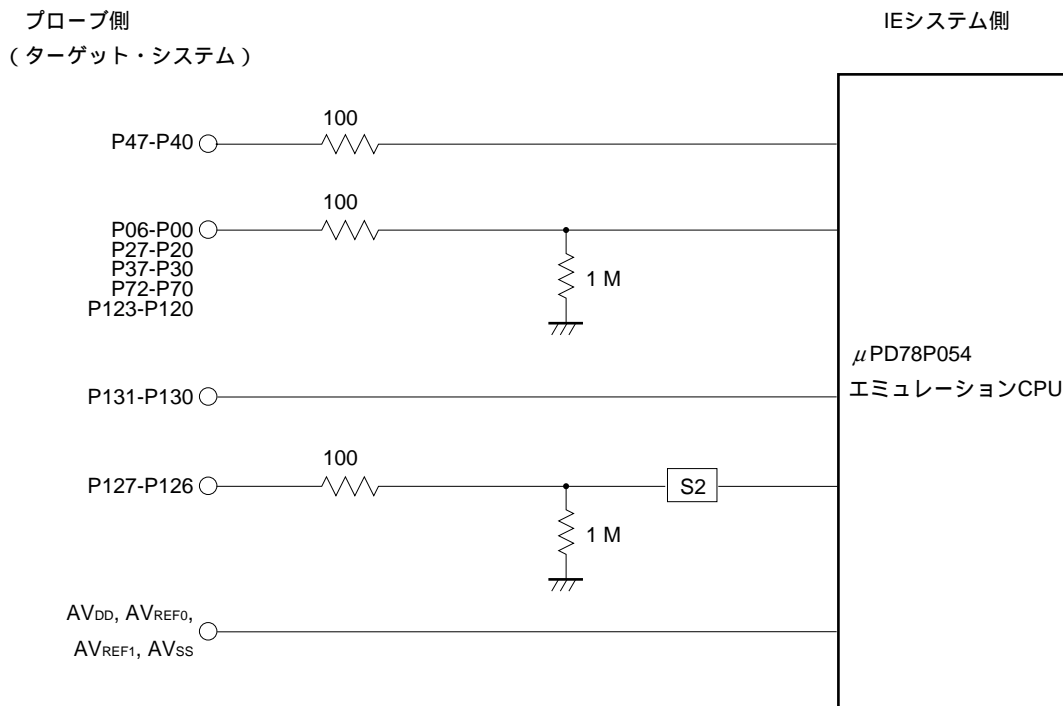 プローブ側
(ターゲット・システム)
IEシステム側
100
P47-P40
100
P06-P00
P27-P20
P37-P30
P72-P70
P123-P120
1 M
μPD78P054
エミュレーションCPU
P131-P130
100
P127-P126
S2
1 M
AVDD, AVREF0,
AVREF1, AVSS